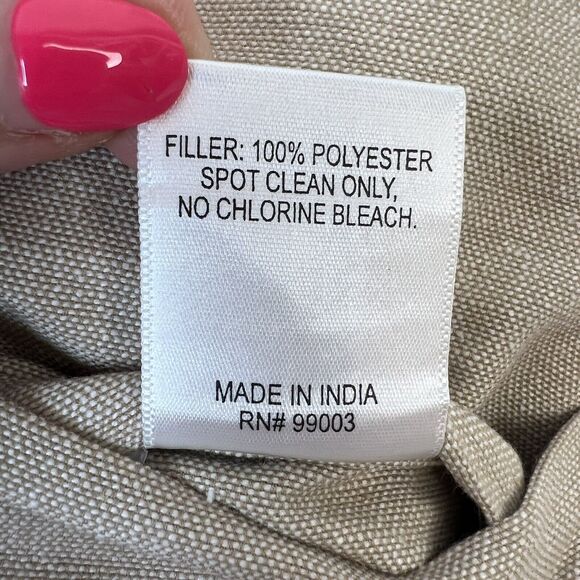 FILLER: 100% POLYESTER
SPOT CLEAN ONLY,
NO CHLORINE BLEACH.
MADE IN INDIA
RN# 99003